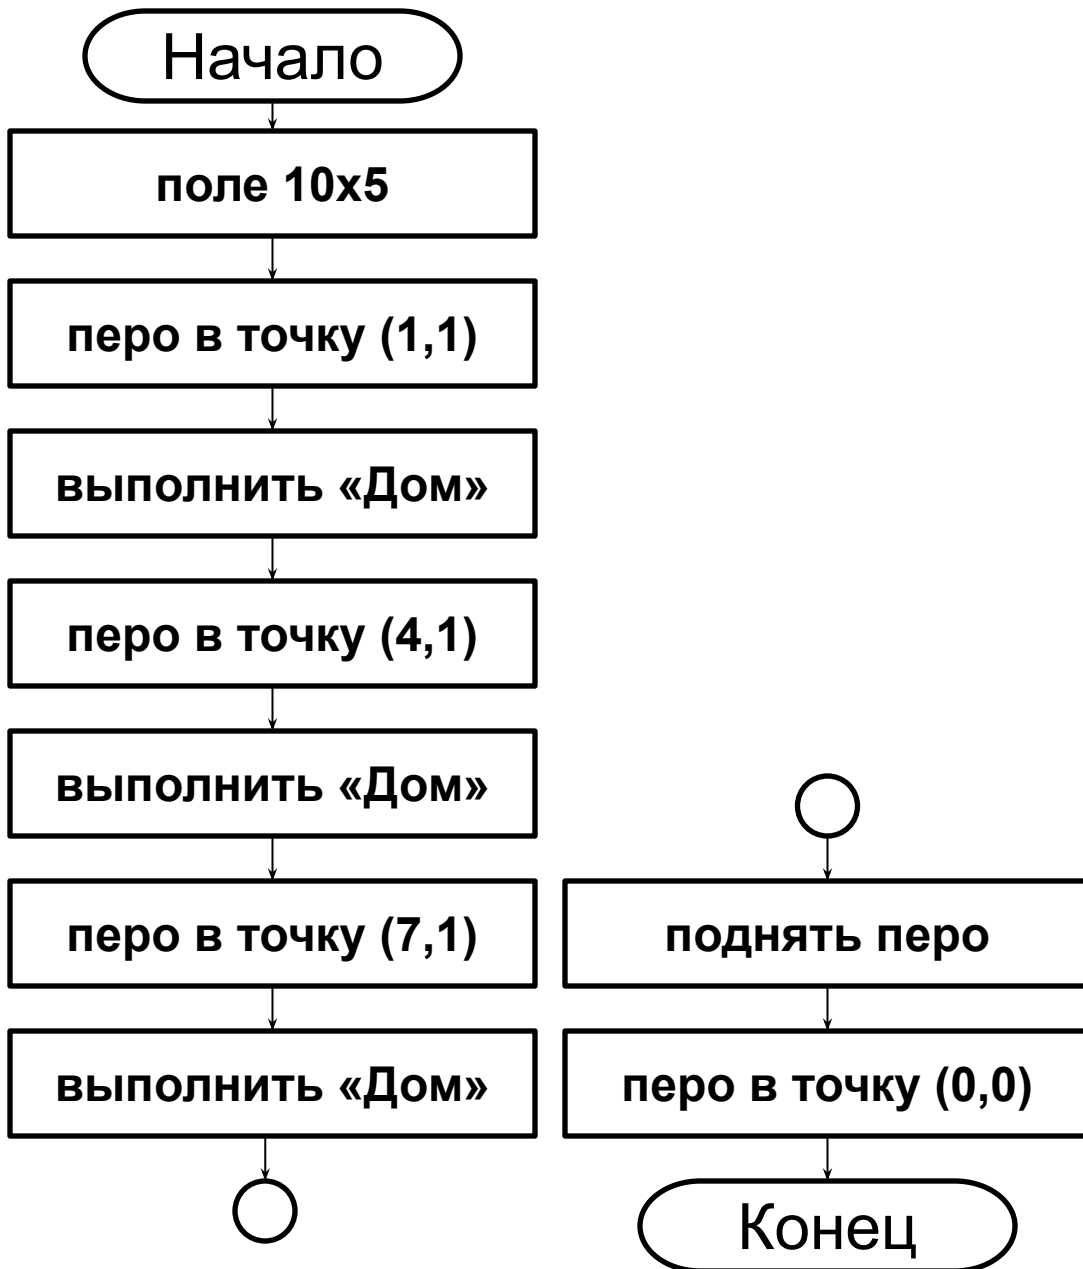 Начало
поле 10x5
перо в точку (1,1)
выполнить «Дом»
перо в точку (4,1)
выполнить «Дом»
перо в точку (7,1)
выполнить «Дом»
поднять перо
перо в точку (0,0)
Конец